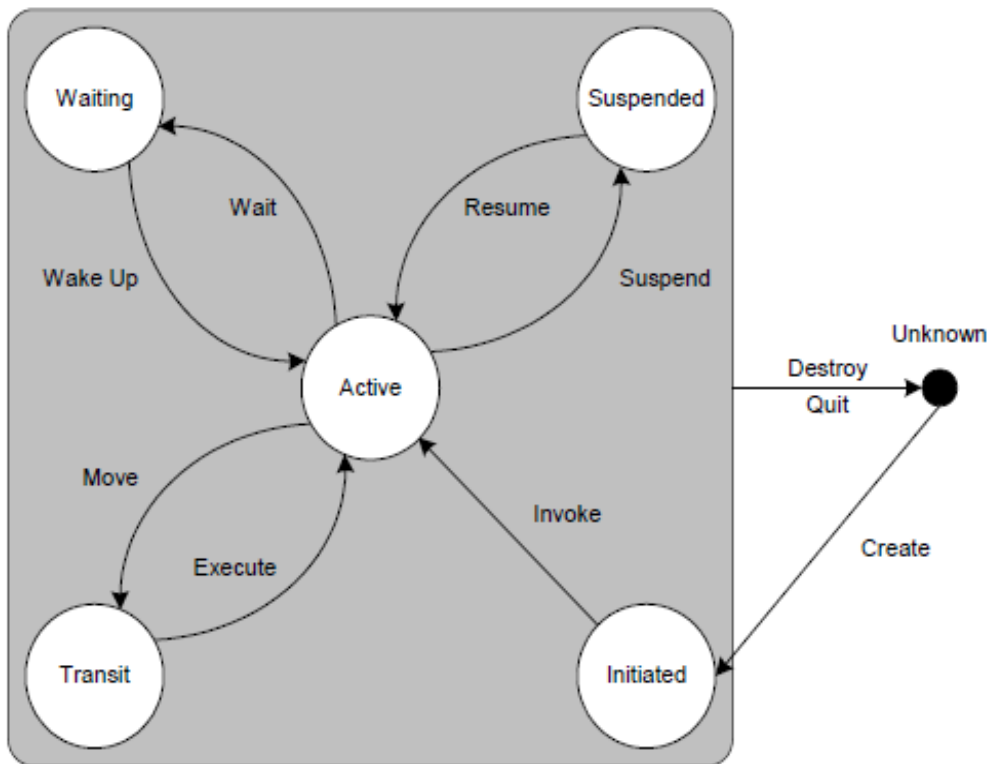 Waiting
Suspended
Wait
Resume
Wake Up
Suspend
Unknown
Destroy
Quit
Active
Move
Invoke
Create
Execute
Transit
Initiated